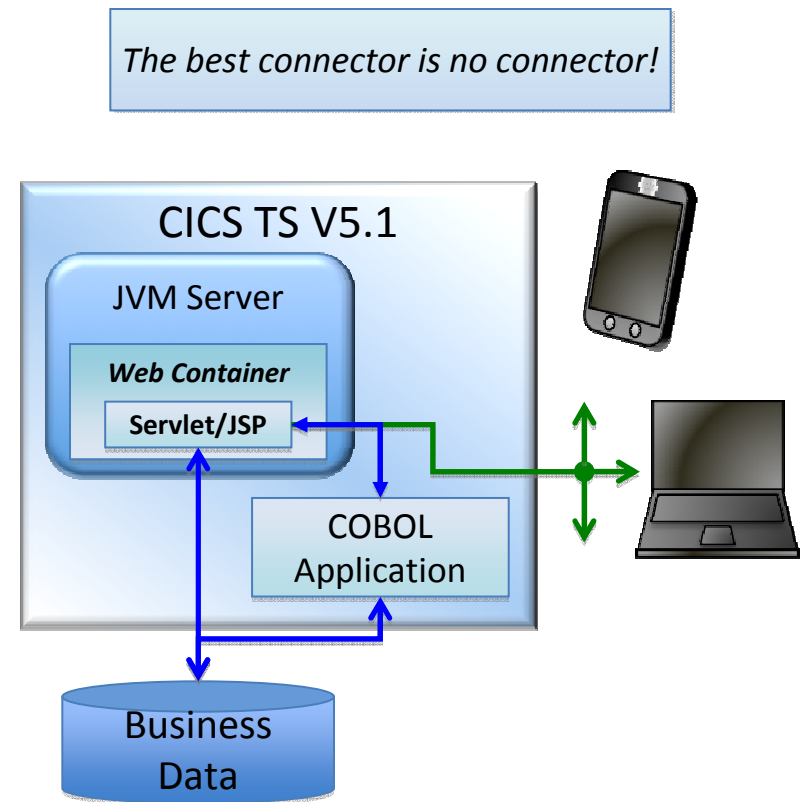 The best connector is no connector!
CICS TS V5.1
JVM Server
Web Container
Servlet/JSP
COBOL
Application
Business
Data